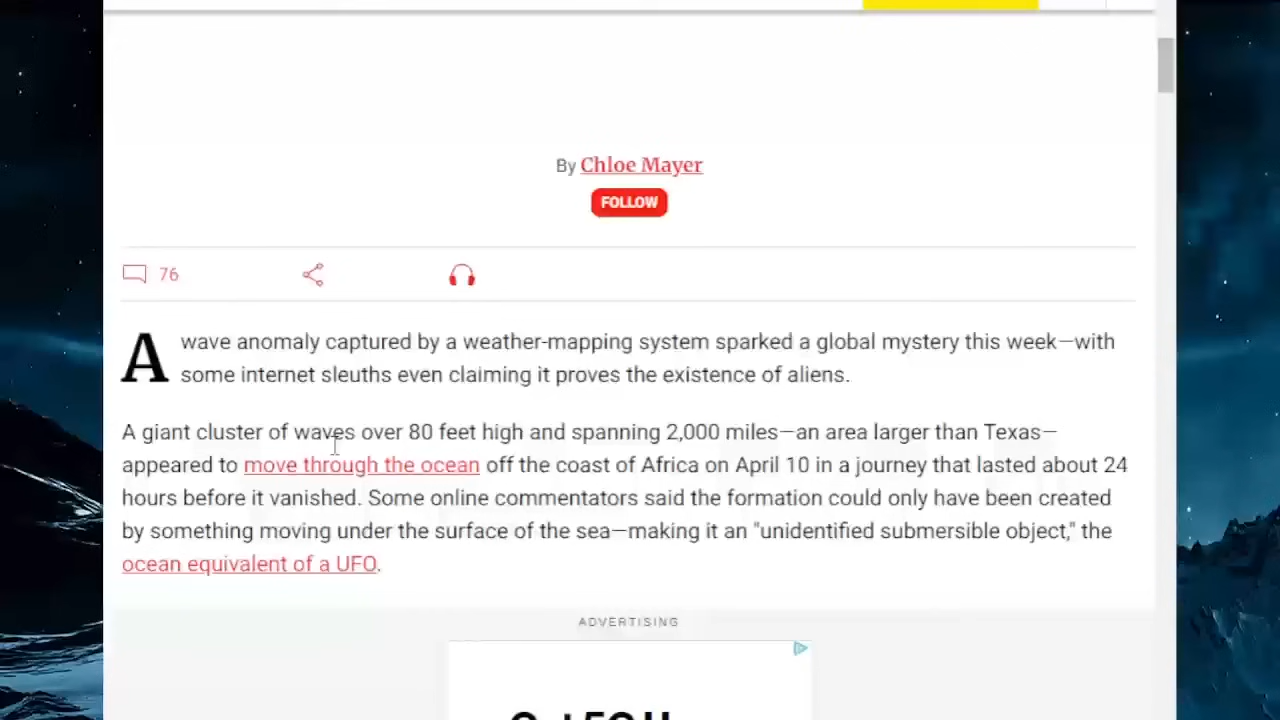 By Chloe Mayer
FOLLOW
76
A wave anomaly captured by a weather-mapping system sparked a global mystery this week—with
some internet sleuths even claiming it proves the existence of aliens.
A giant cluster of waves over 80 feet high and spanning 2,000 miles—an area larger than Texas—
appeared to move through the ocean off the coast of Africa on April 10 in a journey that lasted about 24
hours before it vanished. Some online commentators said the formation could only have been created
by something moving under the surface of the sea—making it an "unidentified submersible object," the
ocean equivalent of a UFO.
ADVERTISING